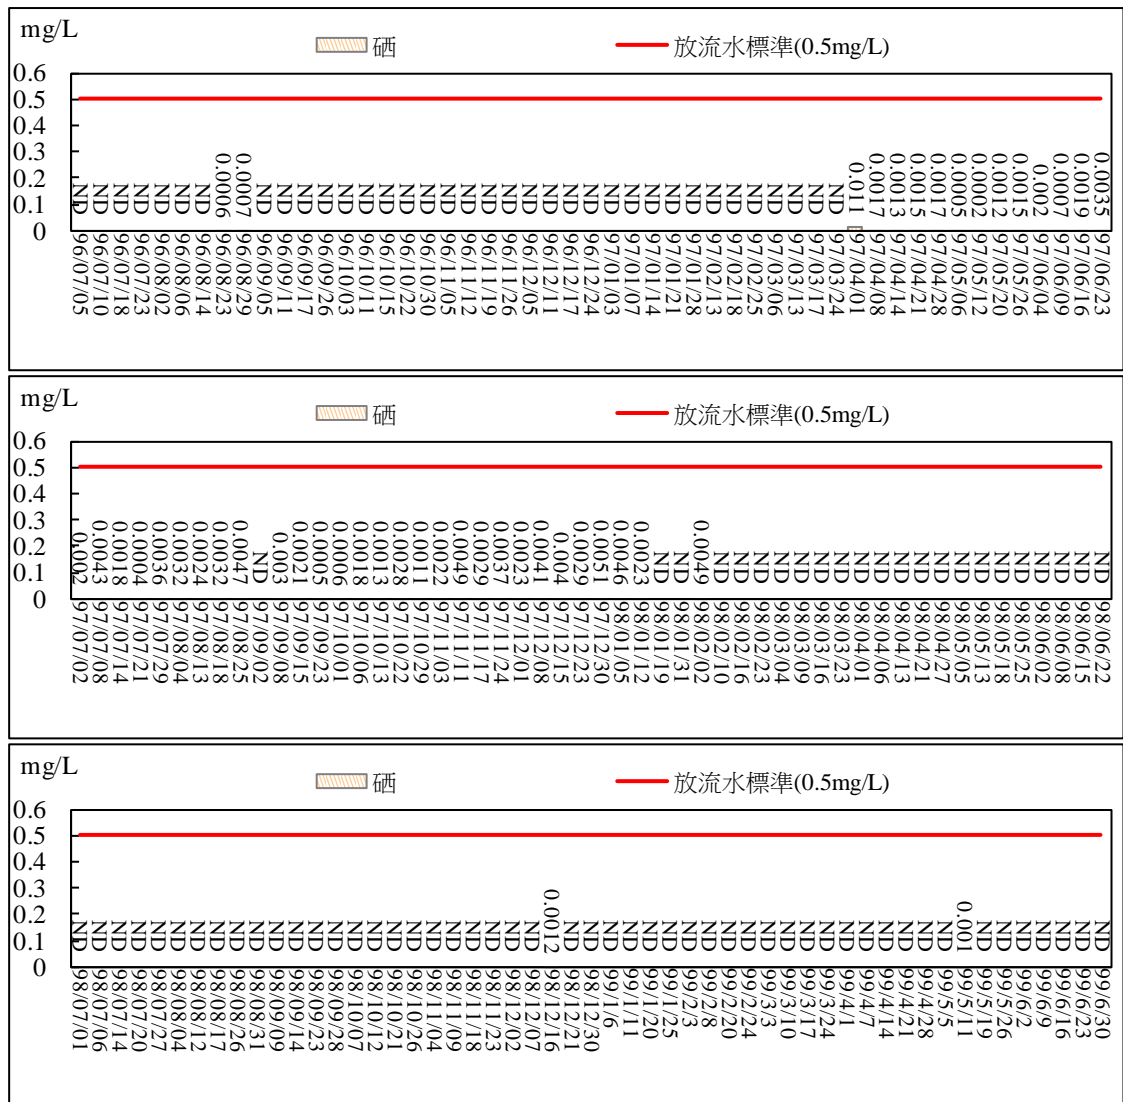 mg/L
硒
放流水標準(0.5mg/L)
0.6
0.5
0.4
0.3
0.2
0.1
0
ND ND ND ND ND ND ND 0.0006 0.0007 ND ND ND ND ND ND ND ND ND ND ND ND ND ND ND ND ND ND ND ND ND ND ND ND ND ND ND ND ND 0.011 0.0017 0.0013 0.0015 0.0017 0.0005 0.0002 0.0012 0.0015 0.002 0.0007 0.0019 0.0035
96/07/05 96/07/10 96/07/18 96/07/23 96/08/02 96/08/06 96/08/14 96/08/23 96/08/29 96/09/05 96/09/11 96/09/17 96/09/26 96/10/03 96/10/11 96/10/15 96/10/22 96/10/30 96/11/05 96/11/12 96/11/19 96/11/26 96/12/05 96/12/17 96/12/24 97/01/03 97/01/07 97/01/14 97/01/21 97/01/28 97/02/13 97/02/18 97/02/25 97/03/06 97/03/13 97/03/17 97/03/24 97/04/01 97/04/08 97/04/14 97/04/21 97/04/28 97/05/06 97/05/12 97/05/20 97/05/26 97/06/04 97/06/09 97/06/16 97/06/23
mg/L
硒
放流水標準(0.5mg/L)
0.6
0.5
0.4
0.3
0.2
0.1
0
0.002 0.0043 0.0018 0.0004 0.0036 0.0032 0.0024 0.0032 0.0047 ND 0.003 0.0021 0.0005 0.0006 0.0018 0.0013 0.0028 0.0011 0.0022 0.0049 0.0029 0.0037 0.0023 0.0041 0.004 0.0029 0.0051 0.0046 0.0023 ND ND 0.0049 ND ND ND ND ND ND ND ND ND ND ND ND ND ND ND ND ND ND ND ND
97/07/02 97/07/08 97/07/14 97/07/21 97/07/29 97/08/04 97/08/13 97/08/18 97/08/25 97/09/02 97/09/08 97/09/15 97/09/23 97/10/01 97/10/06 97/10/13 97/10/22 97/10/29 97/11/03 97/11/11 97/11/17 97/11/24 97/12/01 97/12/08 97/12/15 97/12/23 97/12/30 98/01/05 98/01/12 98/01/19 98/01/31 98/02/02 98/02/10 98/02/16 98/02/23 98/03/04 98/03/09 98/03/16 98/03/23 98/04/01 98/04/06 98/04/13 98/04/21 98/04/27 98/05/05 98/05/13 98/05/18 98/05/25 98/06/02 98/06/08 98/06/15 98/06/22
mg/L
硒
放流水標準(0.5mg/L)
0.6
0.5
0.4
0.3
0.2
0.1
0
ND ND ND ND ND ND ND ND ND ND ND ND ND ND ND ND ND ND ND ND ND ND ND ND 0.0012 ND ND ND ND ND ND ND ND ND ND ND ND ND ND ND ND ND ND ND 0.001 ND ND ND ND ND ND ND
98/07/01 98/07/06 98/07/14 98/07/20 98/07/27 98/08/04 98/08/12 98/08/17 98/08/26 98/08/31 98/09/09 98/09/14 98/09/23 98/09/28 98/10/07 98/10/12 98/10/21 98/10/26 98/11/04 98/11/09 98/11/18 98/11/23 98/12/02 98/12/07 98/12/16 98/12/21 98/12/30 99/1/6 99/1/11 99/1/20 99/1/25 99/2/3 99/2/8 99/2/20 99/2/24 99/3/3 99/3/10 99/3/17 99/3/24 99/4/1 99/4/7 99/4/14 99/4/21 99/4/28 99/5/5 99/5/11 99/5/19 99/5/26 99/6/2 99/6/9 99/6/16 99/6/23 99/6/30